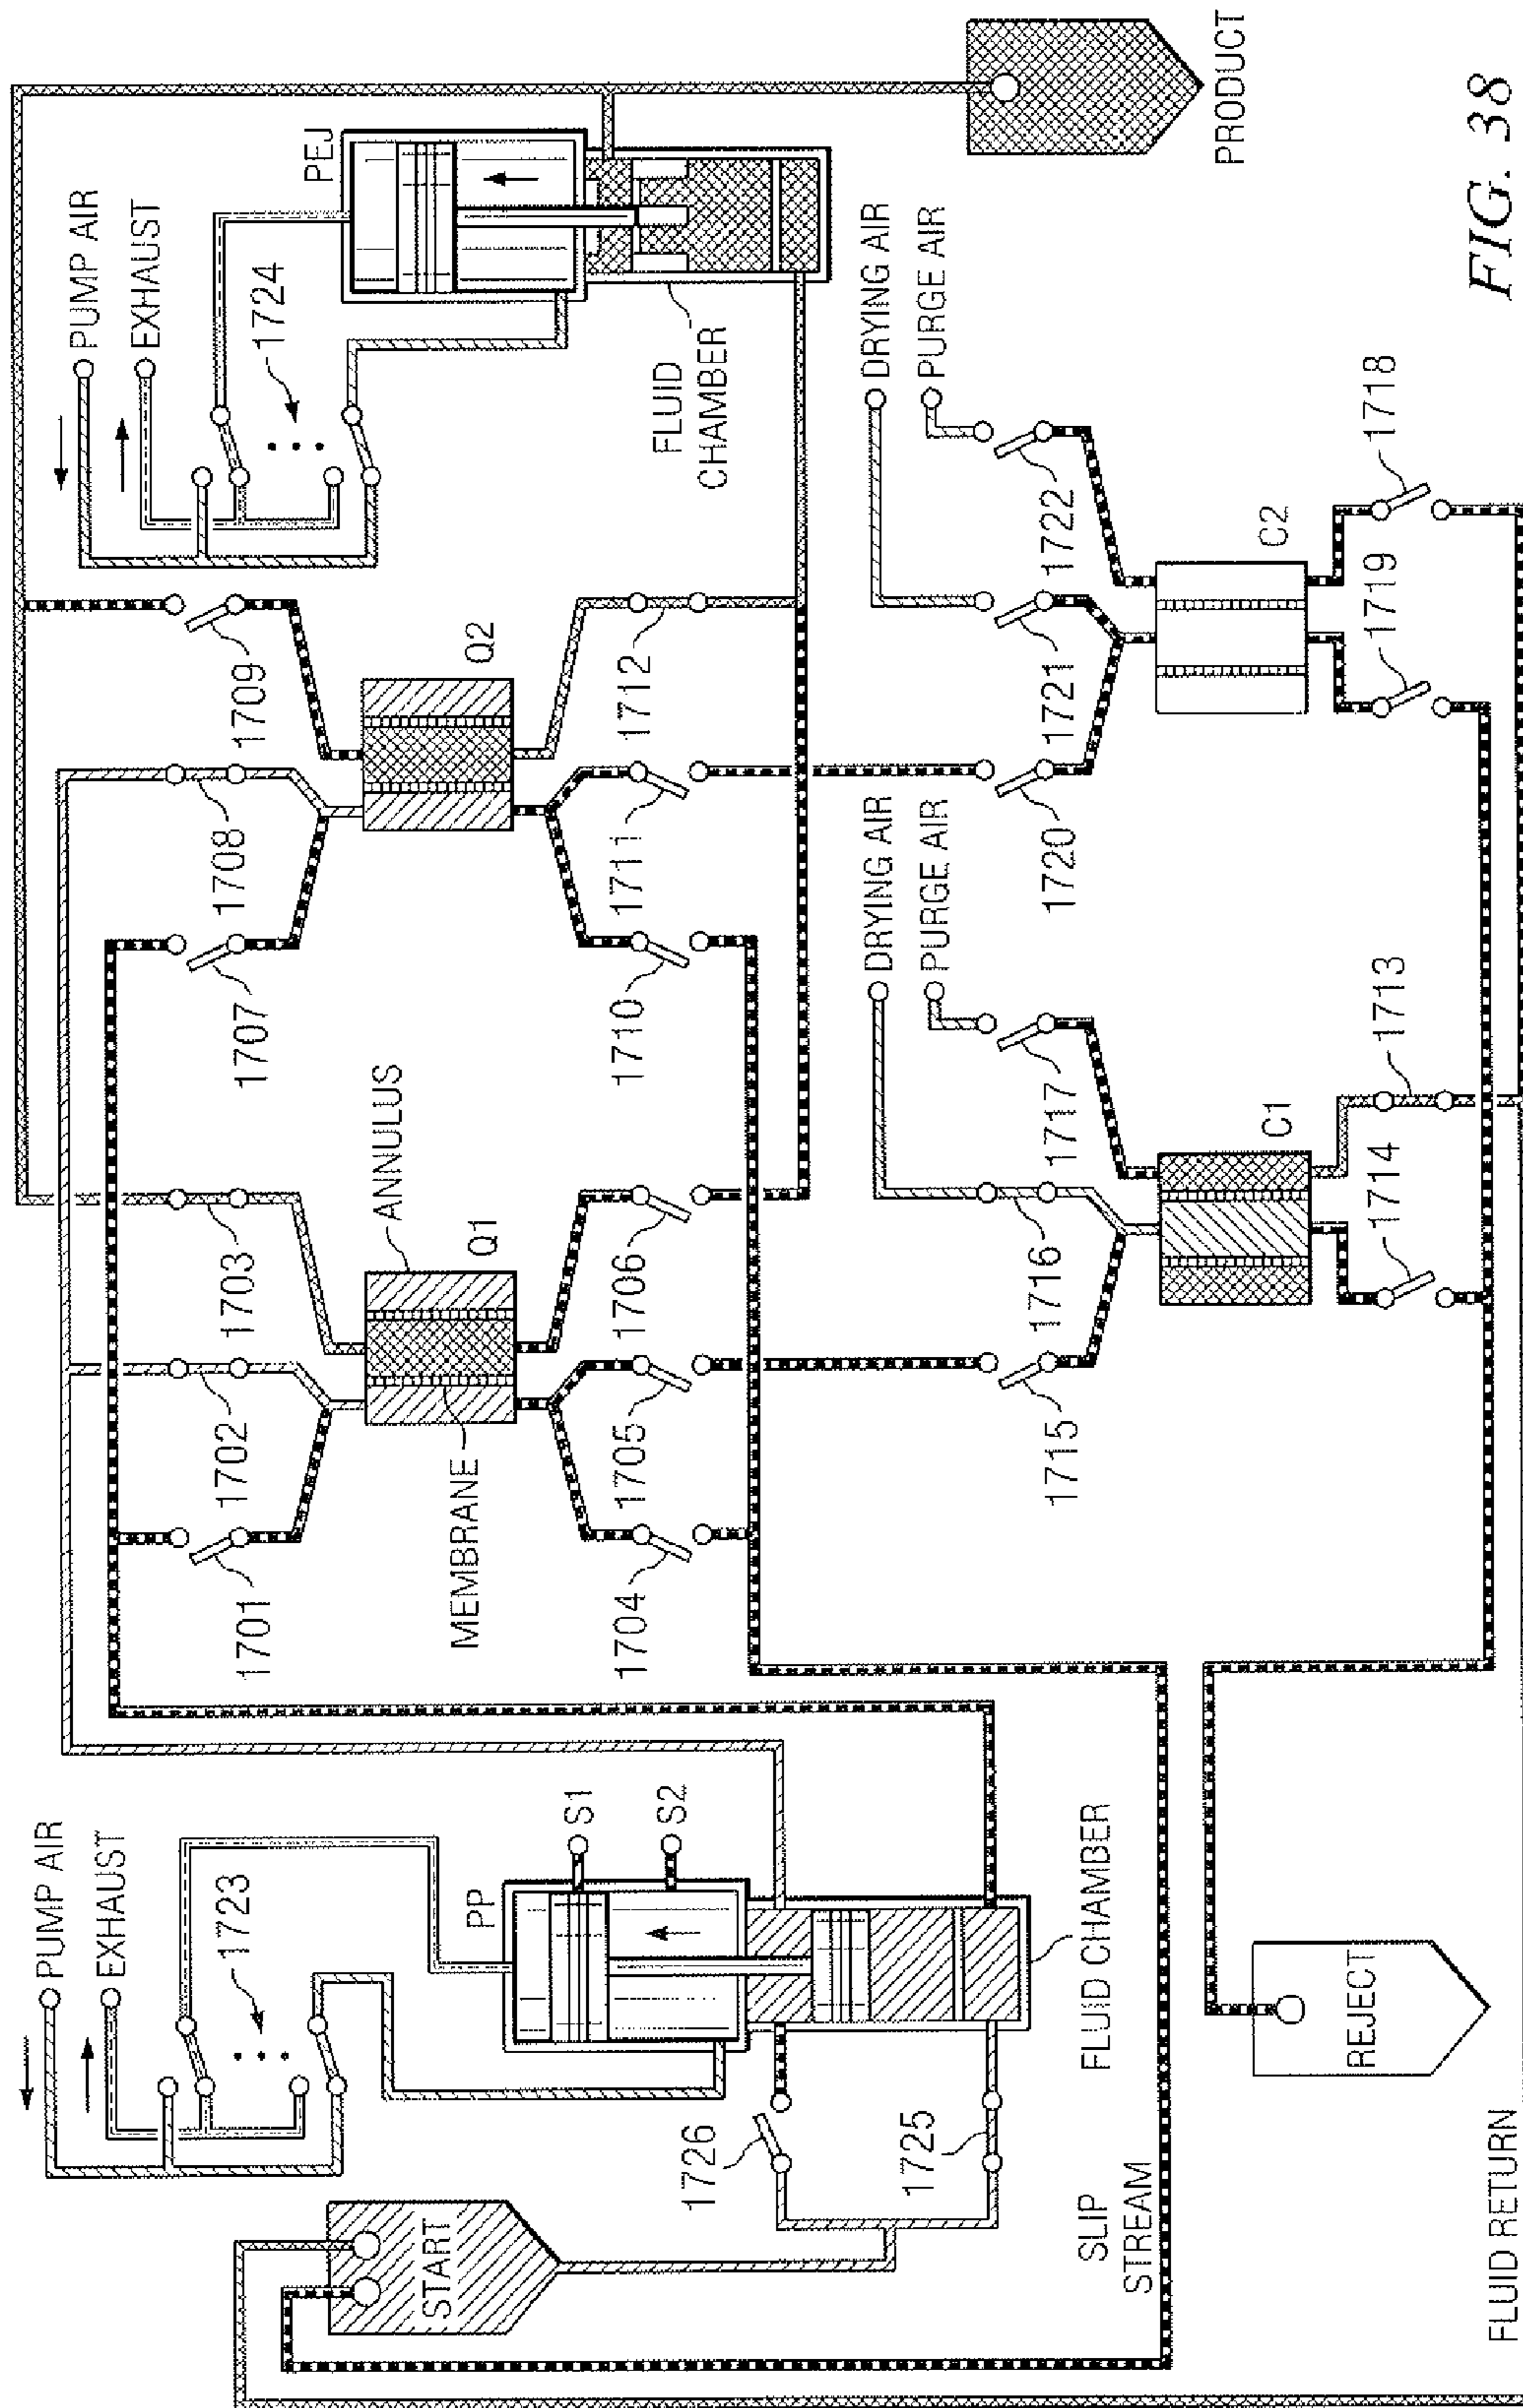 PUMP AIR
EXHAUST
1723
START
PP
S1
S2
1726
1725
FLUID CHAMBER
SLIP
STREAM
REJECT
FLUID RETURN
1701
1702
1703
ANNULUS
MEMBRANE
Q1
1704
1705
1706
1707
1708
1709
Q2
1710
1711
1712
PUMP AIR
EXHAUST
1724
PEJ
FLUID
CHAMBER
PRODUCT
DRYING AIR
PURGE AIR
1715
1716
1717
C1
1714
1713
DRYING AIR
PURGE AIR
1720
1721
1722
C2
1719
1718
FIG. 38